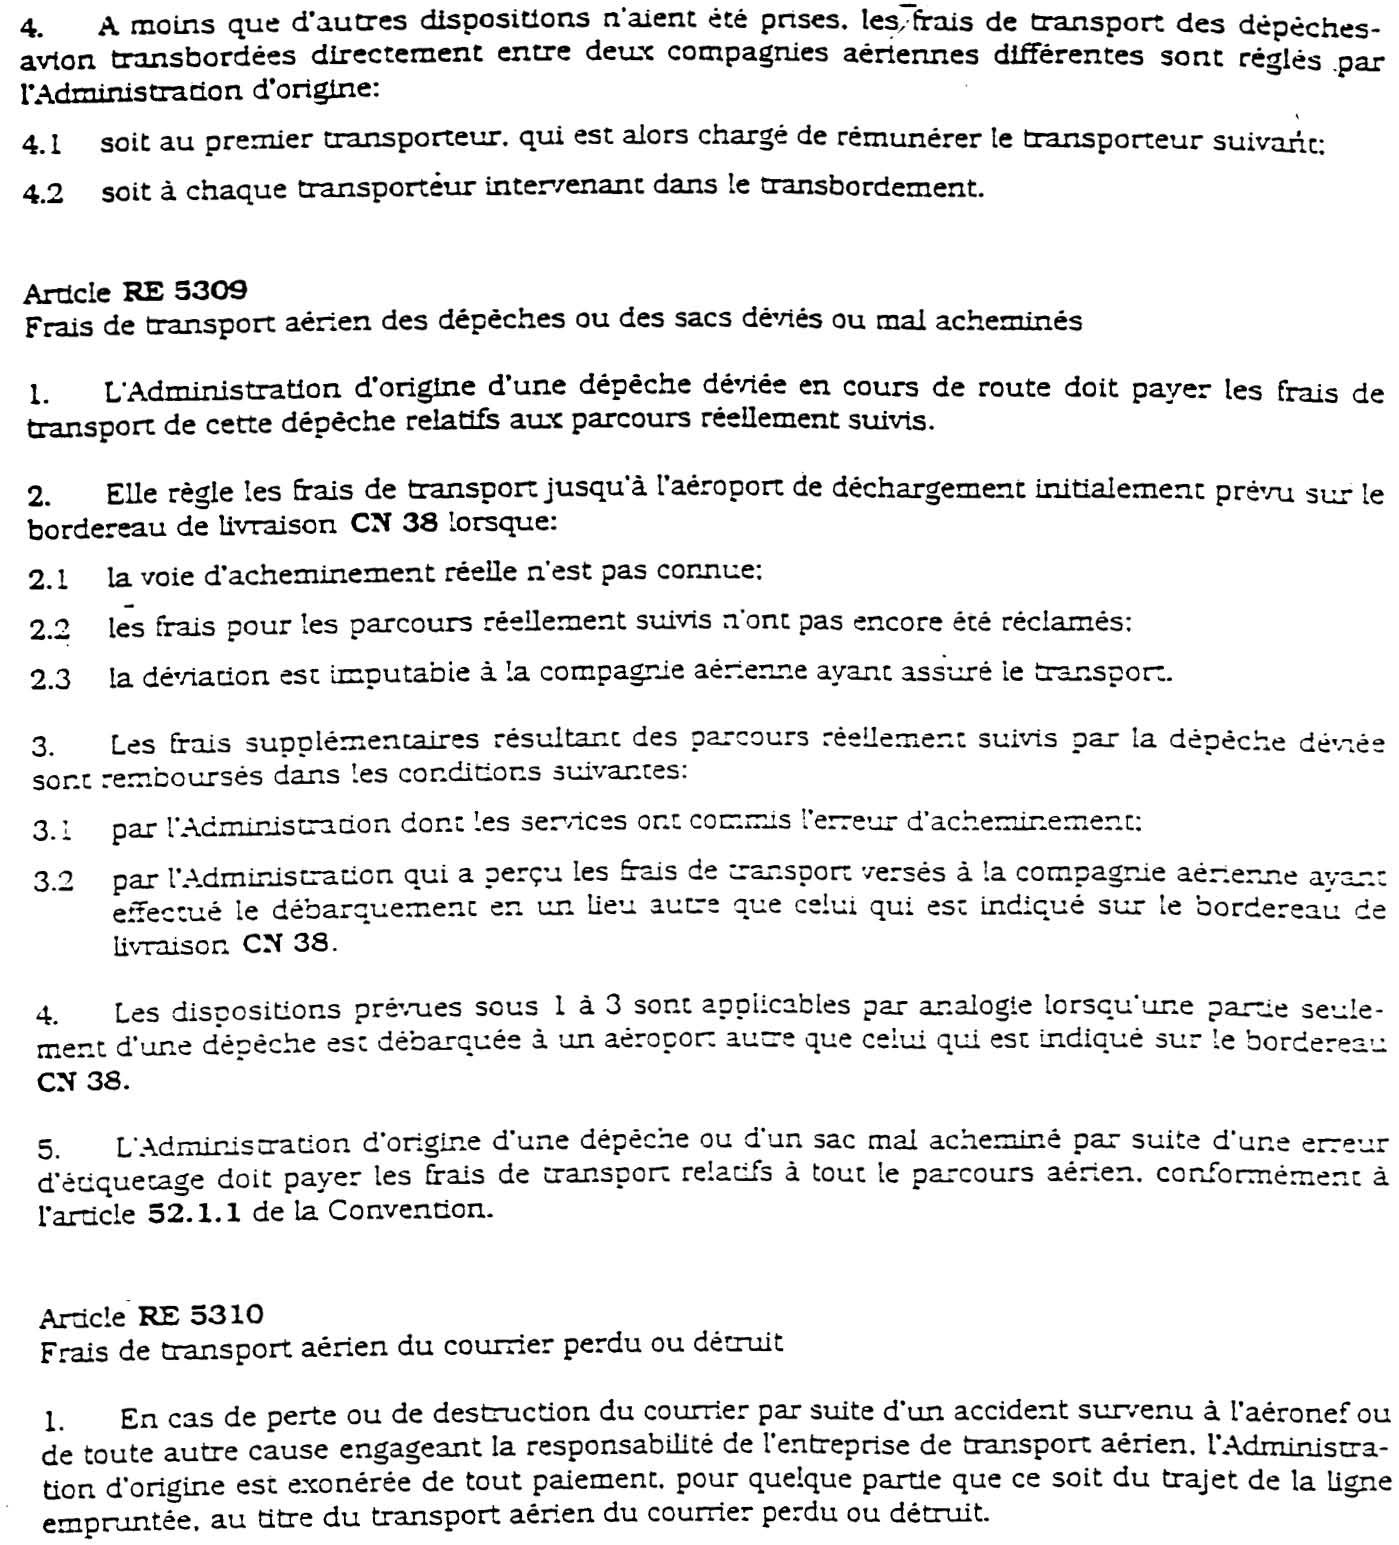 4. A moins que d'autres dispositions n'aient été prises, les frais de transport des dépêches-
avion transbordées directement entre deux compagnies aériennes différentes sont réglés par
l'Administration d'origine:
4.1 soit au premier transporteur, qui est alors chargé de rémunérer le transporteur suivant;
4.2 soit à chaque transporteur intervenant dans le transbordement.
Article RE 5309
Frais de transport aérien des dépêches ou des sacs déviés ou mal acheminés
1. L'Administration d'origine d'une dépêche déviée en cours de route doit payer les frais de
transport de cette dépêche relatifs aux parcours réellement suivis.
2. Elle règle les frais de transport jusqu'à l'aéroport de déchargement initialement prévu sur le
bordereau de livraison CN 38 lorsque:
2.1 la voie d'acheminement réelle n'est pas connue;
2.2 les frais pour les parcours réellement suivis n'ont pas encore été réclamés;
2.3 la déviation est imputable à la compagnie aérienne ayant assuré le transport.
3. Les frais supplémentaires résultant des parcours réellement suivis par la dépêche déviée
sont remboursés dans les conditions suivantes:
3.1 par l'Administration dont les services ont commis l'erreur d'acheminement;
3.2 par l'Administration qui a perçu les frais de transport versés à la compagnie aérienne ayant
effectué le débarquement en un lieu autre que celui qui est indiqué sur le bordereau de
livraison CN 38.
4. Les dispositions prévues sous 1 à 3 sont applicables par analogie lorsqu'une partie seule-
ment d'une dépêche est débarquée à un aéroport autre que celui qui est indiqué sur le bordereau
CN 38.
5. L'Administration d'origine d'une dépêche ou d'un sac mal acheminé par suite d'une erreur
d'étiquetage doit payer les frais de transport relatifs à tout le parcours aérien, conformément à
l'article 52.1.1 de la Convention.
Article RE 5310
Frais de transport aérien du courrier perdu ou détruit
1. En cas de perte ou de destruction du courrier par suite d'un accident survenu à l'aéronef ou
de toute autre cause engageant la responsabilité de l'entreprise de transport aérien, l'Administra-
tion d'origine est exonérée de tout paiement, pour quelque partie que ce soit du trajet de la ligne
empruntée, au titre du transport aérien du courrier perdu ou détruit.